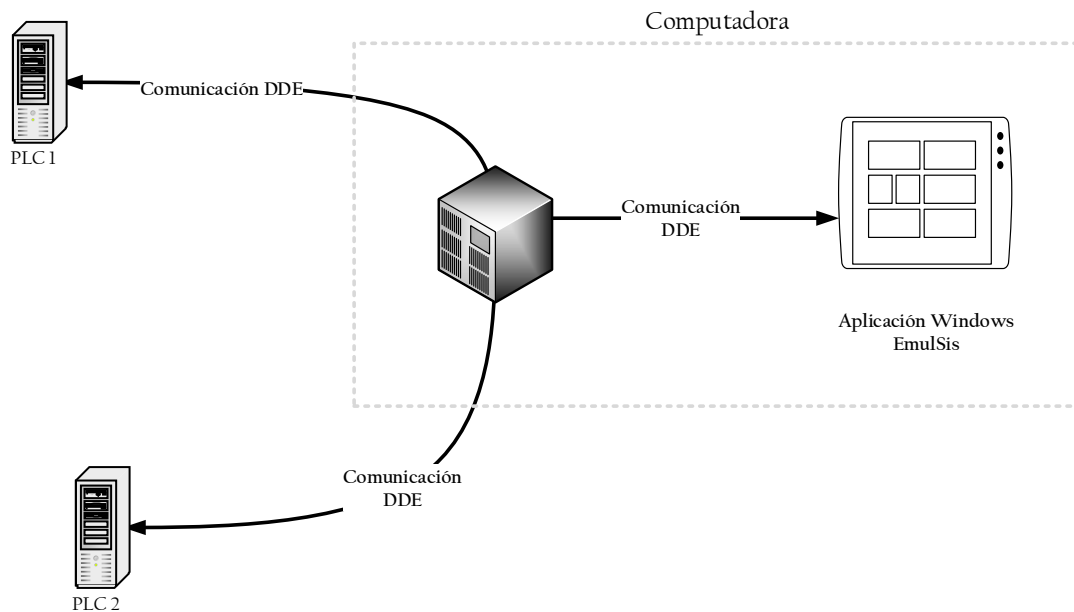 Computadora
Comunicación DDE
PLC 1
Comunicación
DDE
Aplicación Windows
EmulSis
Comunicación
DDE
PLC 2